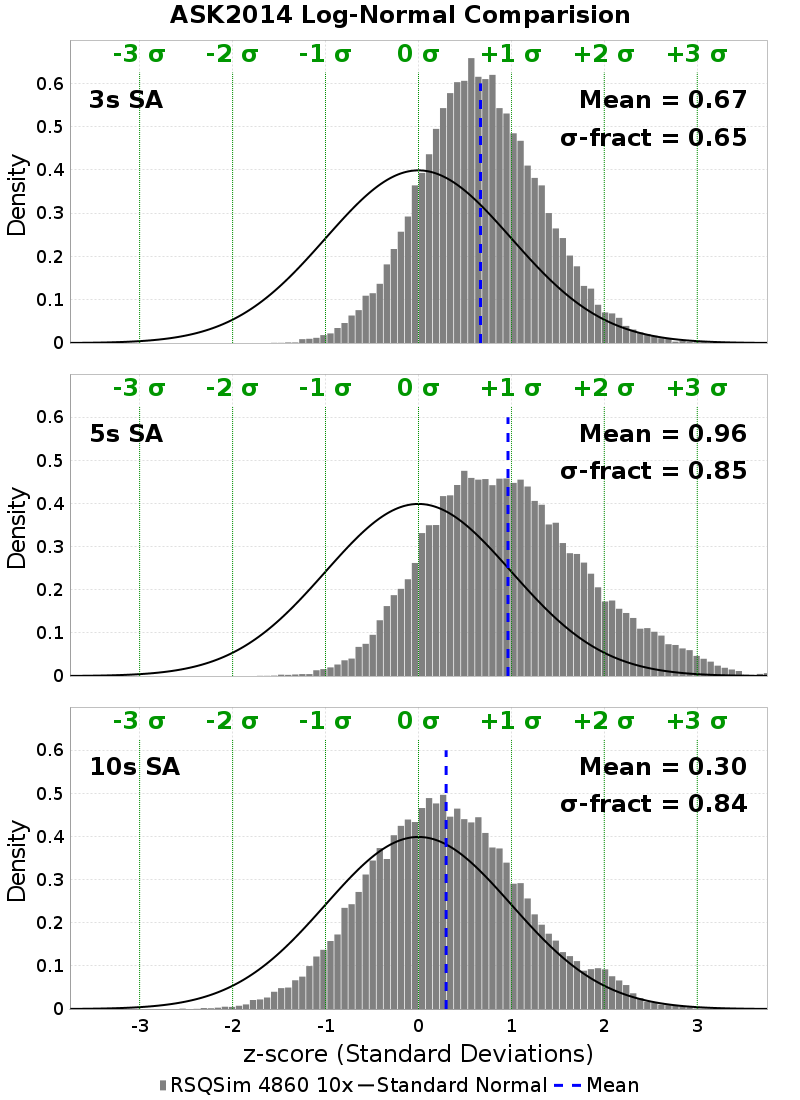 ASK2014 Log-Normal Comparision
-3 σ -2 σ -1 σ 0 σ +1 σ +2 σ +3 σ
3s SA
Mean = 0.67
σ-fract = 0.65
Density
0.6
0.5
0.4
0.3
0.2
0.1
0
-3 σ -2 σ -1 σ 0 σ +1 σ +2 σ +3 σ
5s SA
Mean = 0.96
σ-fract = 0.85
Density
0.6
0.5
0.4
0.3
0.2
0.1
0
-3 σ -2 σ -1 σ 0 σ +1 σ +2 σ +3 σ
10s SA
Mean = 0.30
σ-fract = 0.84
Density
0.6
0.5
0.4
0.3
0.2
0.1
0
-3 -2 -1 0 1 2 3
z-score (Standard Deviations)
RSQSim 4860 10x Standard Normal Mean